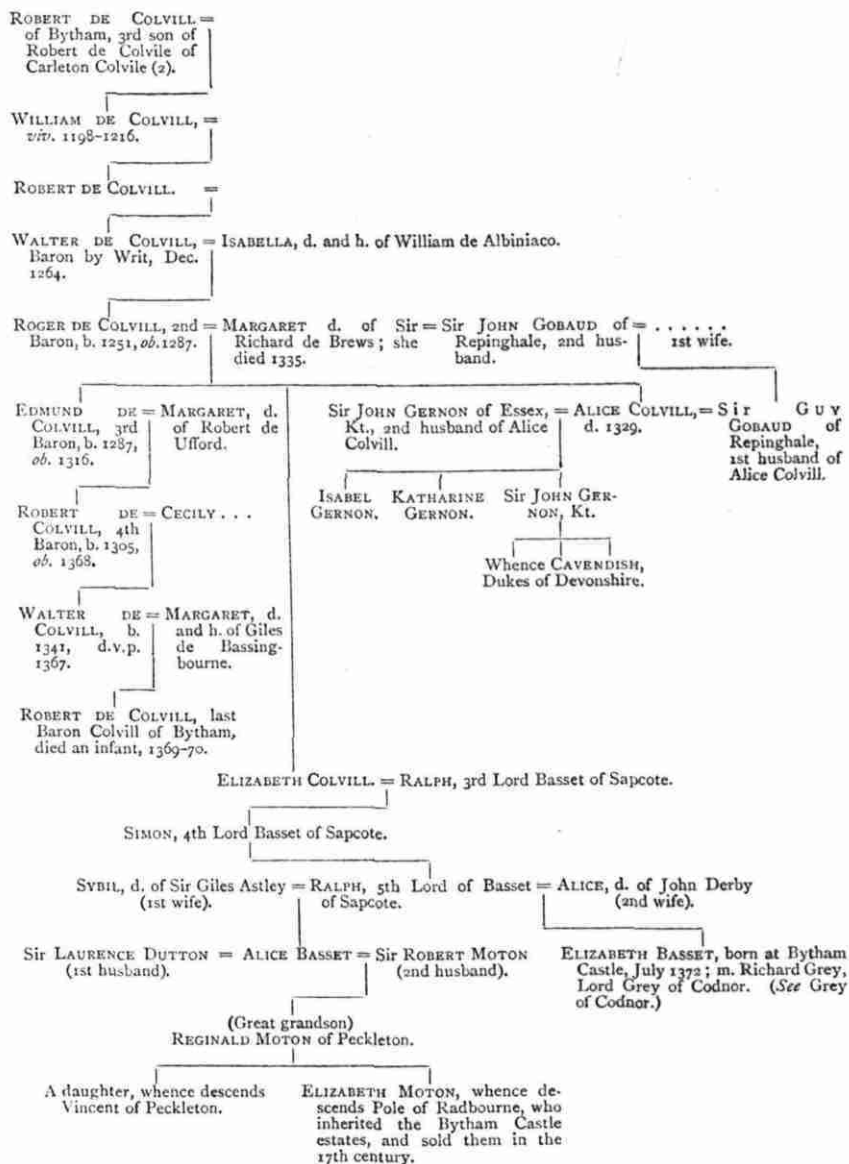 ROBERT DE COLVILL =
of Bytham, 3rd son of
Robert de Colvile of
Carleton Colvile (2).
WILLIAM DE COLVILL, =
viv. 1198-1216.
ROBERT DE COLVILL. =
WALTER DE COLVILL, = ISABELLA, d. and h. of William de Albiniaco.
Baron by Writ, Dec.
1264.
ROGER DE COLVILL, 2nd = MARGARET d. of Sir = Sir JOHN GOBAUD of = . . . . . .
Baron, b. 1251, ob. 1287. Richard de Brews; she Repinghale, 2nd hus- 1st wife.
died 1335. band.
EDMUND DE = MARGARET, d.
COLVILL, 3rd of Robert de
Baron, b. 1287, Ufford.
ob. 1316.
Sir JOHN GERNON of Essex, = ALICE COLVILL, = Sir GUY
Kt., 2nd husband of Alice d. 1329. GOBAUD of
Colvill. Repinghale,
1st husband of
Alice Colvill.
ISABEL KATHARINE Sir JOHN GER-
GERNON. GERNON. NON, Kt.
ROBERT DE = CECILY . . .
COLVILL, 4th
Baron, b. 1305,
ob. 1368.
Whence CAVENDISH,
Dukes of Devonshire.
WALTER DE = MARGARET, d.
COLVILL, b. and h. of Giles
1341, d.v.p. de Bassing-
1367. bourne.
ROBERT DE COLVILL, last
Baron Colvill of Bytham,
died an infant, 1369-70.
ELIZABETH COLVILL. = RALPH, 3rd Lord Basset of Sapcote.
SIMON, 4th Lord Basset of Sapcote.
SYBIL, d. of Sir Giles Astley = RALPH, 5th Lord of Basset = ALICE, d. of John Derby
(1st wife). of Sapcote. (2nd wife).
Sir LAURENCE DUTTON = ALICE BASSET = Sir ROBERT MOTON
(1st husband). (2nd husband).
ELIZABETH BASSET, born at Bytham
Castle, July 1372; m. Richard Grey,
Lord Grey of Codnor. (See Grey
of Codnor.)
(Great grandson)
REGINALD MOTON of Peckleton.
A daughter, whence descends
Vincent of Peckleton.
ELIZABETH MOTON, whence de-
scends Pole of Radbourne, who
inherited the Bytham Castle
estates, and sold them in the
17th century.